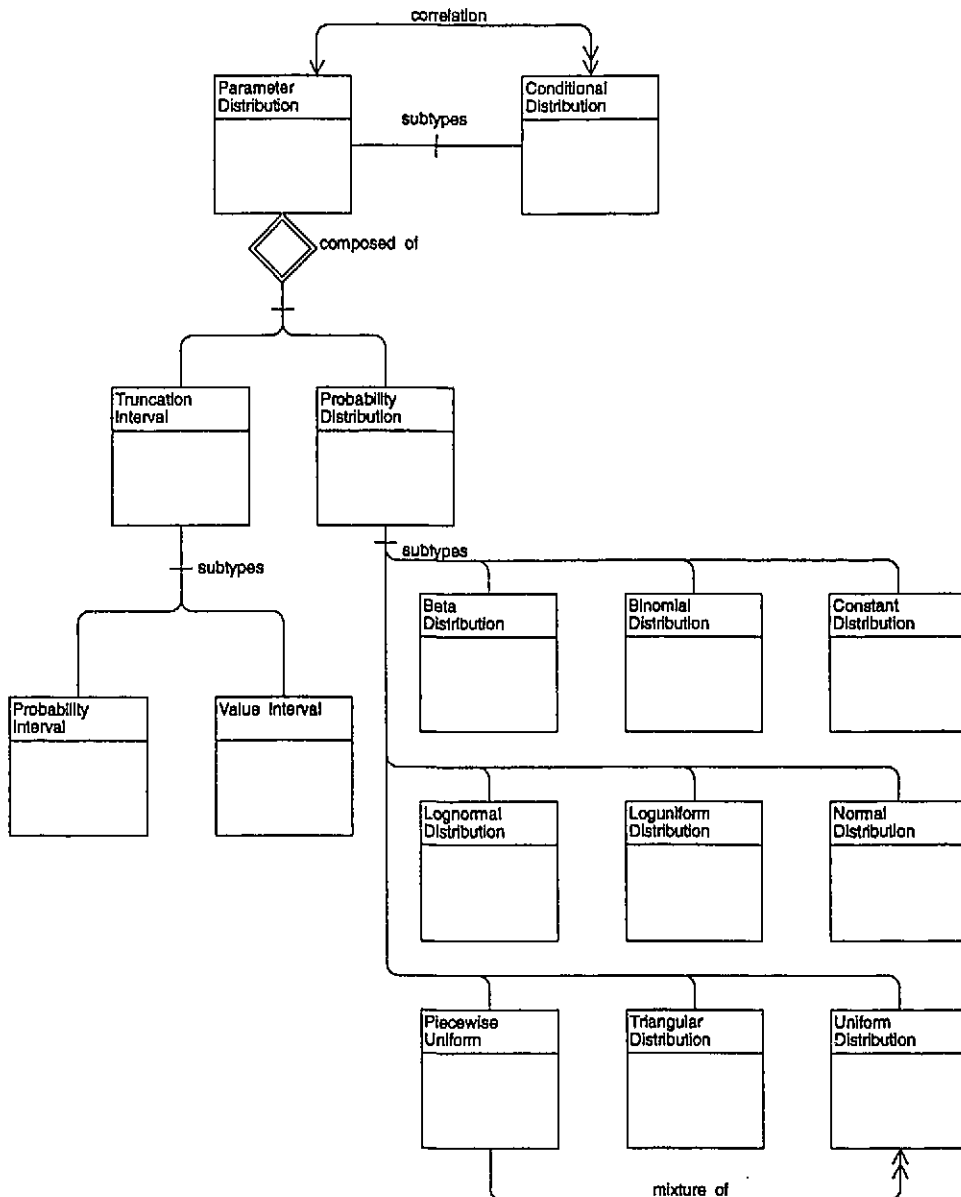 correlation
Parameter
Distribution
Conditional
Distribution
subtypes
composed of
Truncation
Interval
Probability
Distribution
subtypes
subtypes
Beta
Distribution
Binomial
Distribution
Constant
Distribution
Probability
Interval
Value Interval
Lognormal
Distribution
Loguniform
Distribution
Normal
Distribution
Piecewise
Uniform
Triangular
Distribution
Uniform
Distribution
mixture of